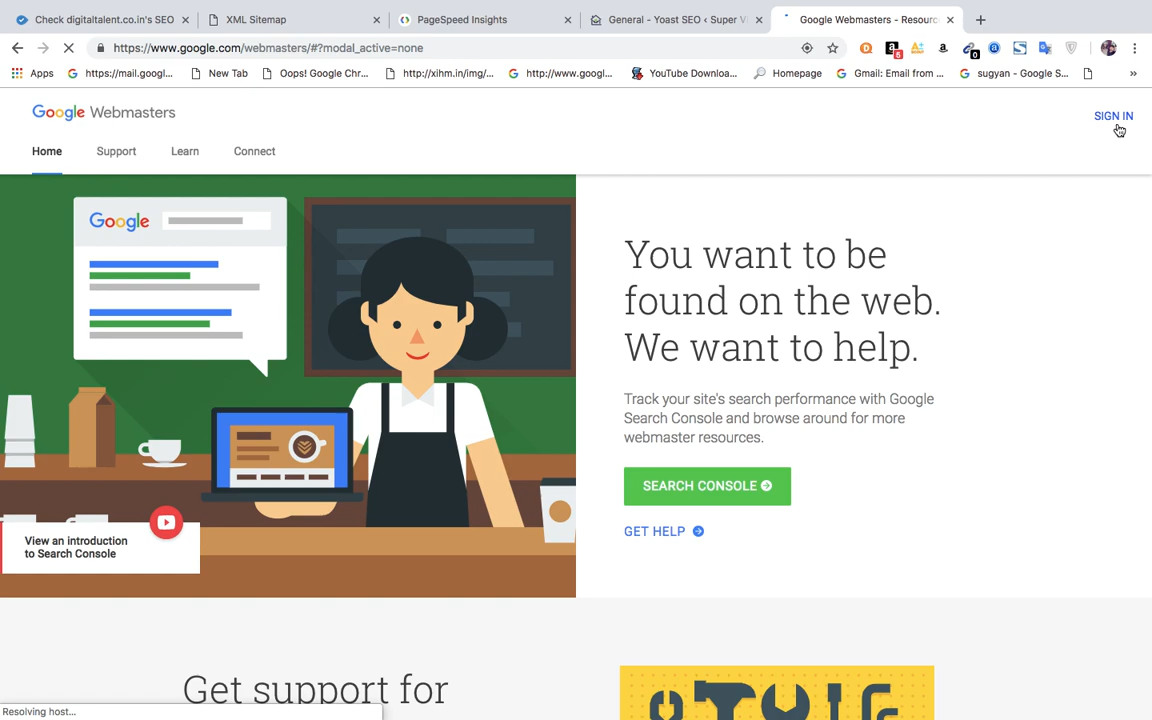 Check digitaltalent.co.in's SEO
XML Sitemap
PageSpeed Insights
General - Yoast SEO ‹ Super Vi
Google Webmasters - Resourc
https://www.google.com/webmasters/#?modal_active=none
5
0
Apps
https://mail.googl...
New Tab
Oops! Google Chr...
http://xihm.in/img/...
http://www.googl...
YouTube Downloa...
Homepage
Gmail: Email from ...
sugyan - Google S...
»
Google Webmasters
SIGN IN
Home
Support
Learn
Connect
Google
You want to be
found on the web.
We want to help.
Track your site's search performance with Google
Search Console and browse around for more
webmaster resources.
SEARCH CONSOLE
GET HELP
View an introduction
to Search Console
Get support for
Resolving host...